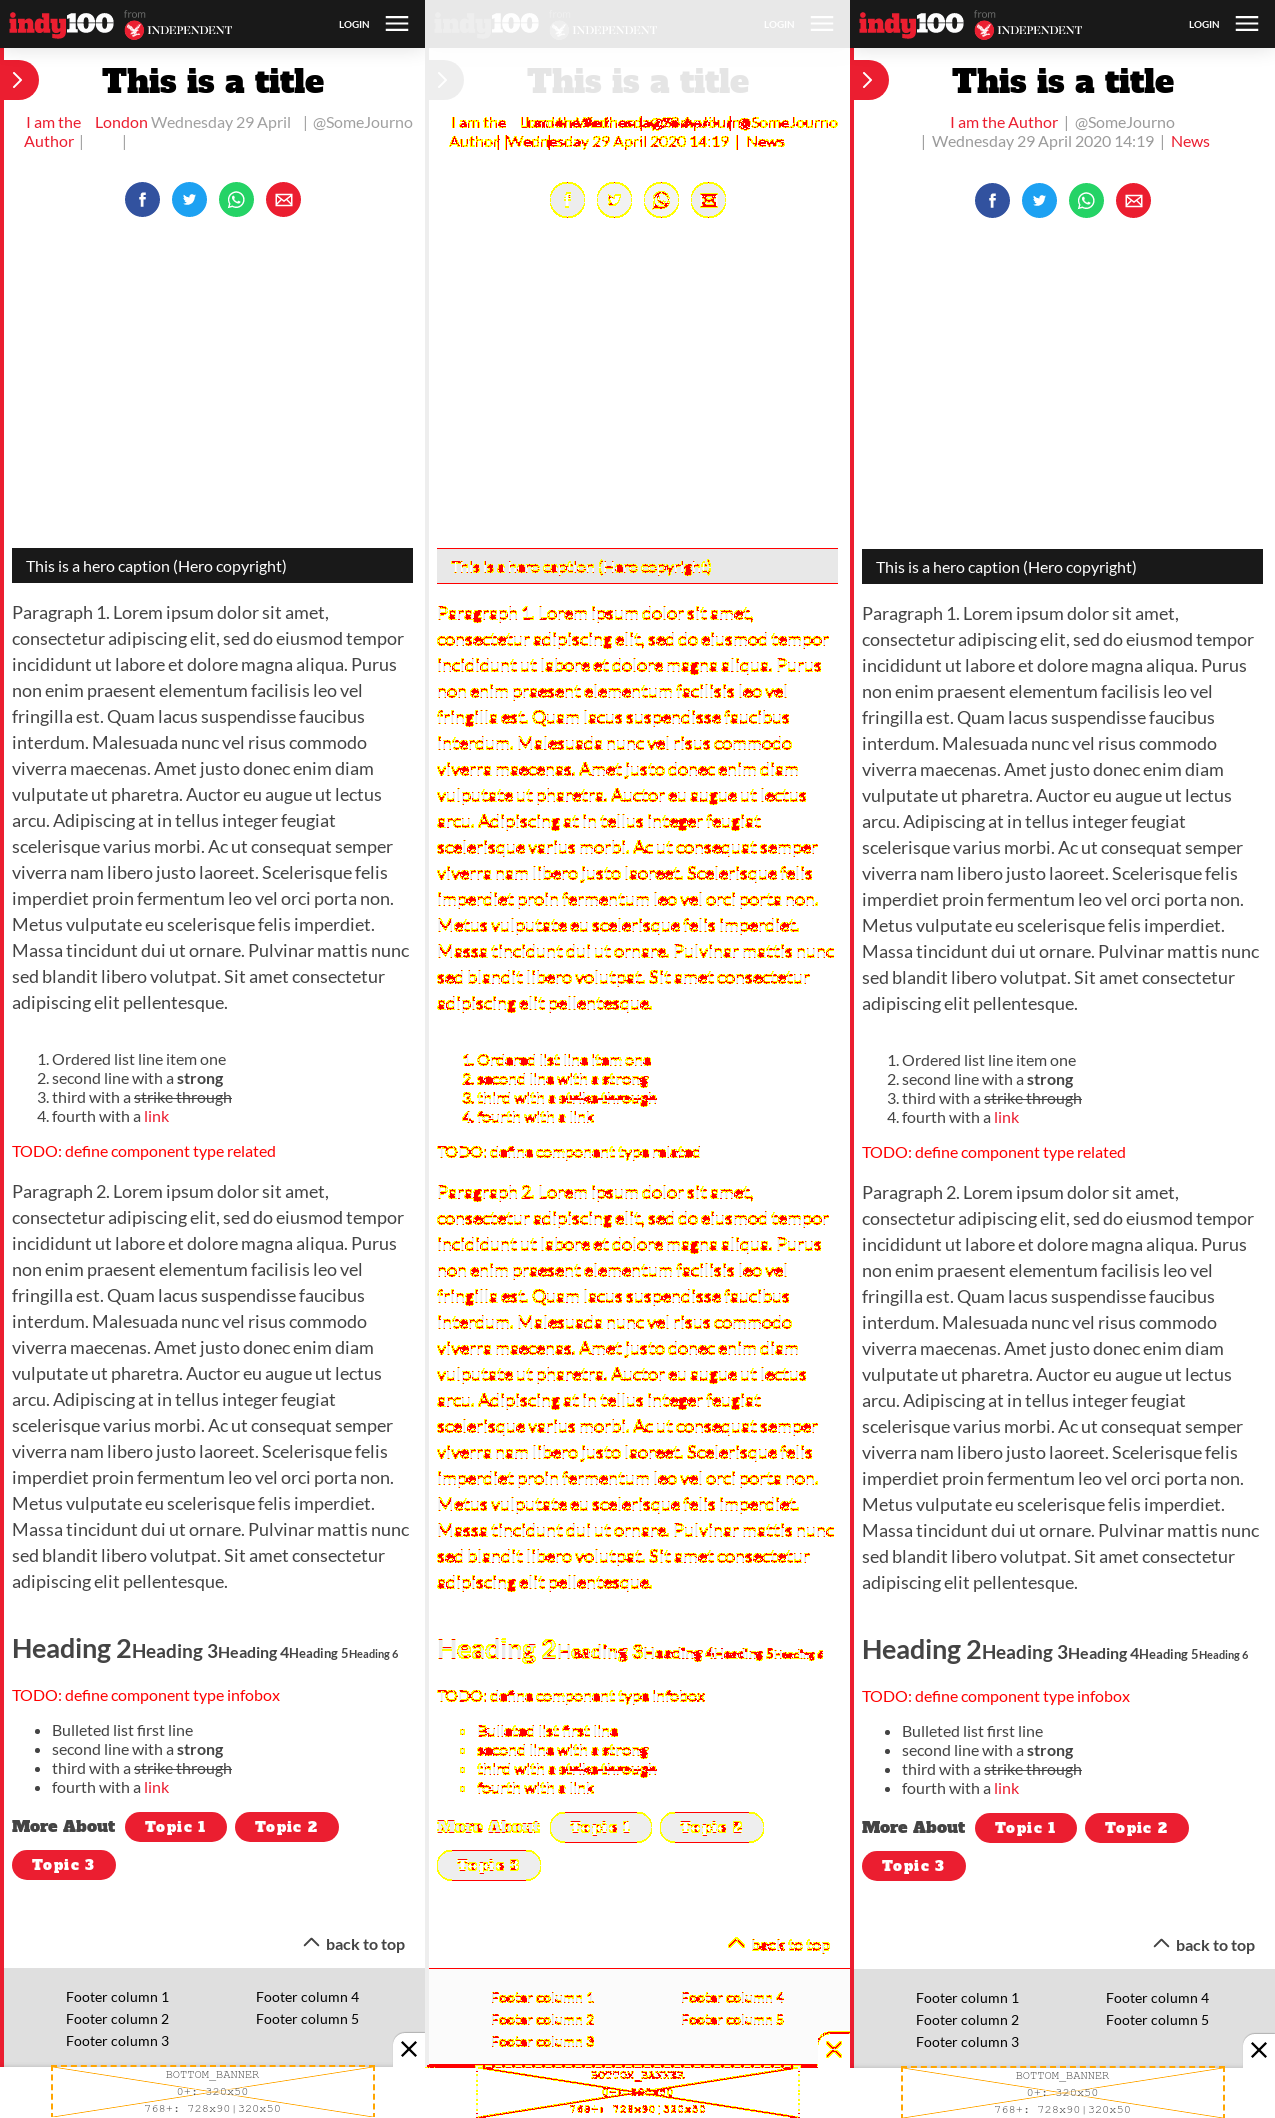 indy100 from INDEPENDENT
LOGIN
This is a title
I am the London Wednesday 29 April | @SomeJourno
Author | |
This is a hero caption (Hero copyright)
Paragraph 1. Lorem ipsum dolor sit amet,
consectetur adipiscing elit, sed do eiusmod tempor
incididunt ut labore et dolore magna aliqua. Purus
non enim praesent elementum facilisis leo vel
fringilla est. Quam lacus suspendisse faucibus
interdum. Malesuada nunc vel risus commodo
viverra maecenas. Amet justo donec enim diam
vulputate ut pharetra. Auctor eu augue ut lectus
arcu. Adipiscing at in tellus integer feugiat
scelerisque varius morbi. Ac ut consequat semper
viverra nam libero justo laoreet. Scelerisque felis
imperdiet proin fermentum leo vel orci porta non.
Metus vulputate eu scelerisque felis imperdiet.
Massa tincidunt dui ut ornare. Pulvinar mattis nunc
sed blandit libero volutpat. Sit amet consectetur
adipiscing elit pellentesque.
1. Ordered list line item one
2. second line with a strong
3. third with a strike through
4. fourth with a link
TODO: define component type related
Paragraph 2. Lorem ipsum dolor sit amet,
consectetur adipiscing elit, sed do eiusmod tempor
incididunt ut labore et dolore magna aliqua. Purus
non enim praesent elementum facilisis leo vel
fringilla est. Quam lacus suspendisse faucibus
interdum. Malesuada nunc vel risus commodo
viverra maecenas. Amet justo donec enim diam
vulputate ut pharetra. Auctor eu augue ut lectus
arcu. Adipiscing at in tellus integer feugiat
scelerisque varius morbi. Ac ut consequat semper
viverra nam libero justo laoreet. Scelerisque felis
imperdiet proin fermentum leo vel orci porta non.
Metus vulputate eu scelerisque felis imperdiet.
Massa tincidunt dui ut ornare. Pulvinar mattis nunc
sed blandit libero volutpat. Sit amet consectetur
adipiscing elit pellentesque.
Heading 2Heading 3Heading 4Heading 5Heading 6
TODO: define component type infobox
• Bulleted list first line
• second line with a strong
• third with a strike through
• fourth with a link
More About Topic 1 Topic 2
Topic 3
back to top
Footer column 1 Footer column 4
Footer column 2 Footer column 5
Footer column 3
BOTTOM_BANNER
0+: 320x50
768+: 728x90|320x50
indy100 from INDEPENDENT
LOGIN
This is a title
I am the @SomeJourno
Author | Wednesday 29 April 2020 14:19 | News
This is a hero caption (Hero copyright)
Paragraph 1. Lorem ipsum dolor sit amet,
consectetur adipiscing elit, sed do eiusmod tempor
incididunt ut labore et dolore magna aliqua. Purus
non enim praesent elementum facilisis leo vel
fringilla est. Quam lacus suspendisse faucibus
interdum. Malesuada nunc vel risus commodo
viverra maecenas. Amet justo donec enim diam
vulputate ut pharetra. Auctor eu augue ut lectus
arcu. Adipiscing at in tellus integer feugiat
scelerisque varius morbi. Ac ut consequat semper
viverra nam libero justo laoreet. Scelerisque felis
imperdiet proin fermentum leo vel orci porta non.
Metus vulputate eu scelerisque felis imperdiet.
Massa tincidunt dui ut ornare. Pulvinar mattis nunc
sed blandit libero volutpat. Sit amet consectetur
adipiscing elit pellentesque.
1. Ordered list line item one
2. second line with a strong
3. third with a strike through
4. fourth with a link
TODO: define component type related
Paragraph 2. Lorem ipsum dolor sit amet,
consectetur adipiscing elit, sed do eiusmod tempor
incididunt ut labore et dolore magna aliqua. Purus
non enim praesent elementum facilisis leo vel
fringilla est. Quam lacus suspendisse faucibus
interdum. Malesuada nunc vel risus commodo
viverra maecenas. Amet justo donec enim diam
vulputate ut pharetra. Auctor eu augue ut lectus
arcu. Adipiscing at in tellus integer feugiat
scelerisque varius morbi. Ac ut consequat semper
viverra nam libero justo laoreet. Scelerisque felis
imperdiet proin fermentum leo vel orci porta non.
Metus vulputate eu scelerisque felis imperdiet.
Massa tincidunt dui ut ornare. Pulvinar mattis nunc
sed blandit libero volutpat. Sit amet consectetur
adipiscing elit pellentesque.
Heading 2Heading 3Heading 4Heading 5Heading 6
TODO: define component type infobox
Bulleted list first line
second line with a strong
third with a strike through
fourth with a link
More About Topic 1 Topic 2
Topic 3
back to top
Footer column 1 Footer column 4
Footer column 2 Footer column 5
Footer column 3
BOTTOM_BANNER
768+: 728x90|320x50
indy100 from INDEPENDENT
LOGIN
This is a title
I am the Author | @SomeJourno
| Wednesday 29 April 2020 14:19 | News
This is a hero caption (Hero copyright)
Paragraph 1. Lorem ipsum dolor sit amet,
consectetur adipiscing elit, sed do eiusmod tempor
incididunt ut labore et dolore magna aliqua. Purus
non enim praesent elementum facilisis leo vel
fringilla est. Quam lacus suspendisse faucibus
interdum. Malesuada nunc vel risus commodo
viverra maecenas. Amet justo donec enim diam
vulputate ut pharetra. Auctor eu augue ut lectus
arcu. Adipiscing at in tellus integer feugiat
scelerisque varius morbi. Ac ut consequat semper
viverra nam libero justo laoreet. Scelerisque felis
imperdiet proin fermentum leo vel orci porta non.
Metus vulputate eu scelerisque felis imperdiet.
Massa tincidunt dui ut ornare. Pulvinar mattis nunc
sed blandit libero volutpat. Sit amet consectetur
adipiscing elit pellentesque.
1. Ordered list line item one
2. second line with a strong
3. third with a strike through
4. fourth with a link
TODO: define component type related
Paragraph 2. Lorem ipsum dolor sit amet,
consectetur adipiscing elit, sed do eiusmod tempor
incididunt ut labore et dolore magna aliqua. Purus
non enim praesent elementum facilisis leo vel
fringilla est. Quam lacus suspendisse faucibus
interdum. Malesuada nunc vel risus commodo
viverra maecenas. Amet justo donec enim diam
vulputate ut pharetra. Auctor eu augue ut lectus
arcu. Adipiscing at in tellus integer feugiat
scelerisque varius morbi. Ac ut consequat semper
viverra nam libero justo laoreet. Scelerisque felis
imperdiet proin fermentum leo vel orci porta non.
Metus vulputate eu scelerisque felis imperdiet.
Massa tincidunt dui ut ornare. Pulvinar mattis nunc
sed blandit libero volutpat. Sit amet consectetur
adipiscing elit pellentesque.
Heading 2Heading 3Heading 4Heading 5Heading 6
TODO: define component type infobox
• Bulleted list first line
• second line with a strong
• third with a strike through
• fourth with a link
More About Topic 1 Topic 2
Topic 3
back to top
Footer column 1 Footer column 4
Footer column 2 Footer column 5
Footer column 3
BOTTOM_BANNER
0+: 320x50
768+: 728x90|320x50